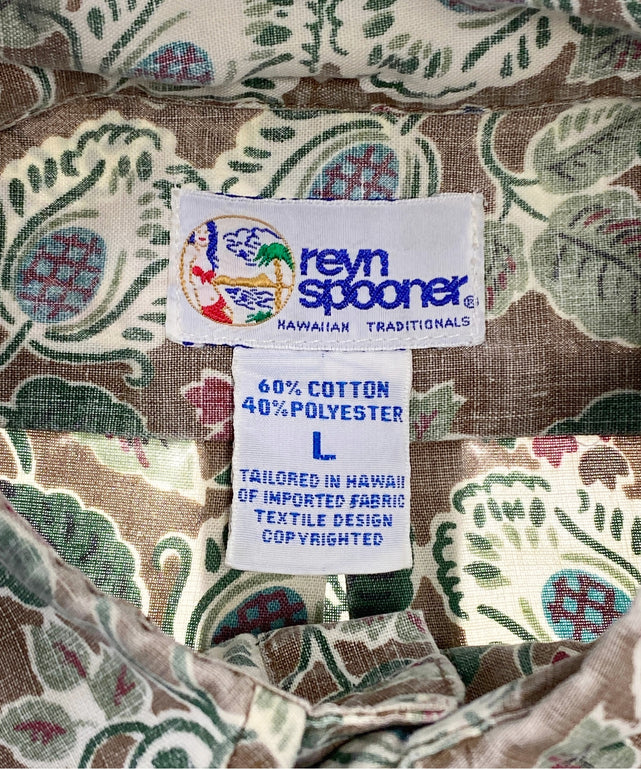 reyn
spooner®
HAWAIIAN TRADITIONALS
60% COTTON
40% POLYESTER
L
TAILORED IN HAWAII
OF IMPORTED FABRIC
TEXTILE DESIGN
COPYRIGHTED